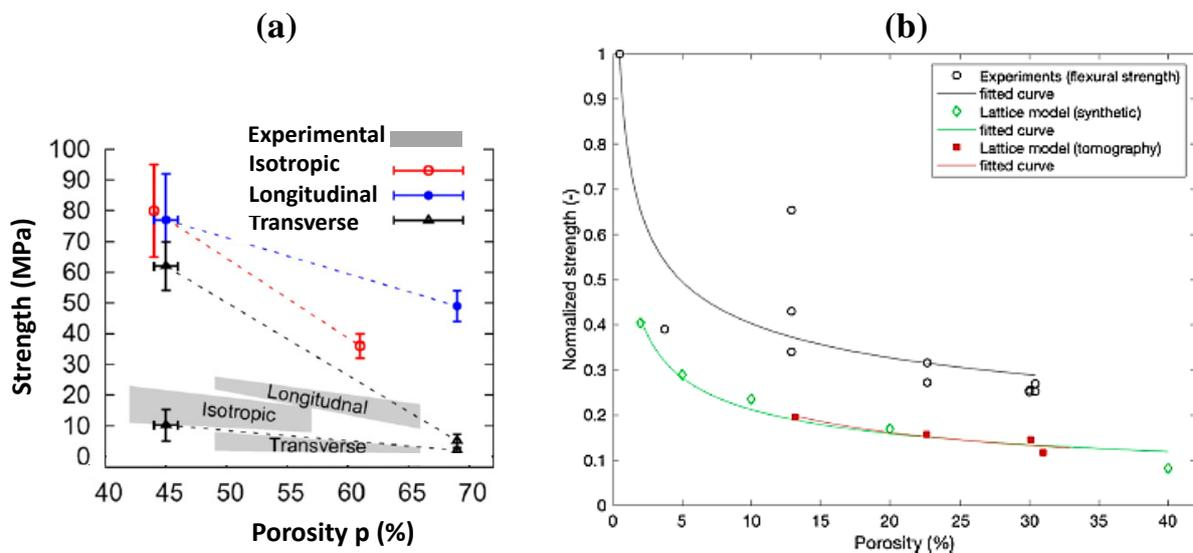 (a)
Experimental
Isotropic
Longitudinal
Transverse
100
90
80
70
60
50
40
30
20
10
0
Strength (MPa)
Longitudnal
Isotropic
Transverse
40 45 50 55 60 65 70
Porosity p (%)
(b)
Experiments (flexural strength)
fitted curve
Lattice model (synthetic)
fitted curve
Lattice model (tomography)
fitted curve
1
0.9
0.8
0.7
0.6
0.5
0.4
0.3
0.2
0.1
0
Normalized strength (-)
0 5 10 15 20 25 30 35 40
Porosity (%)